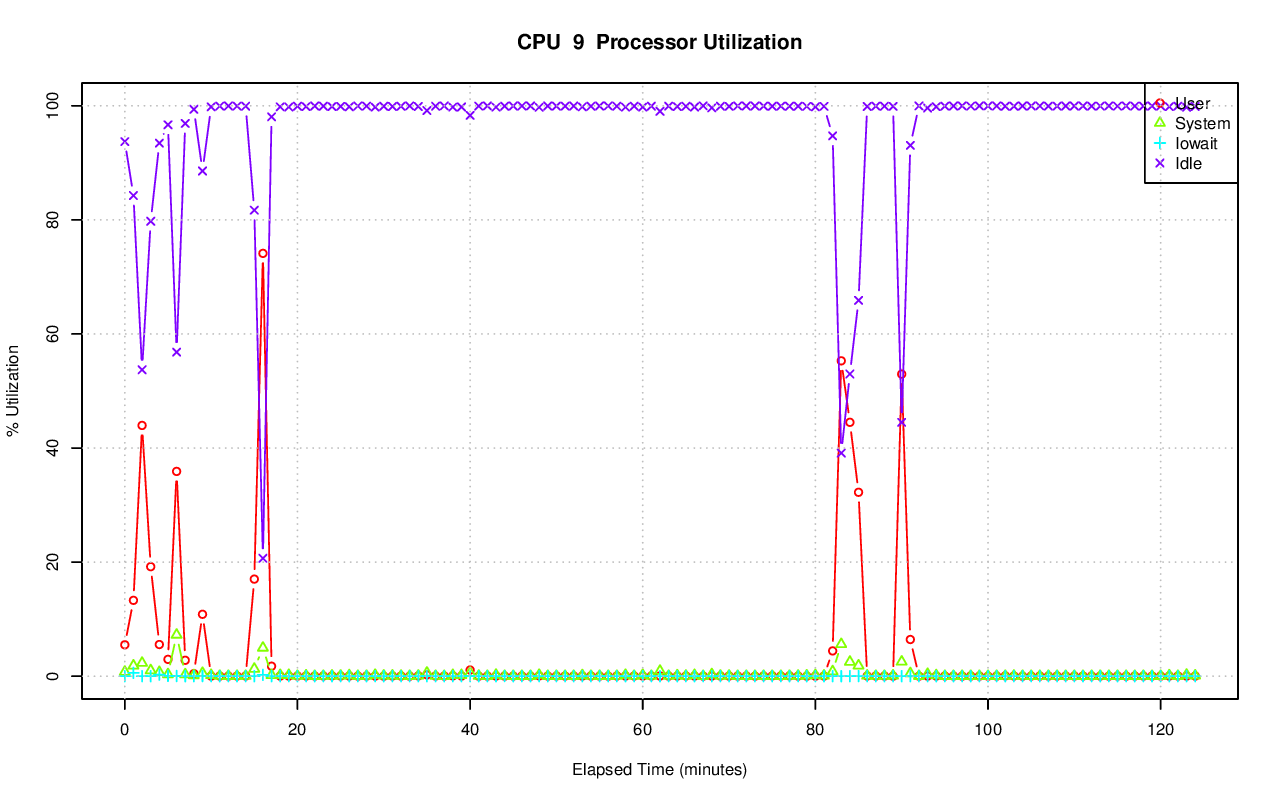 CPU  9  Processor Utilization
% Utilization
100
80
60
40
20
0
User
System
Iowait
Idle
0 20 40 60 80 100 120
Elapsed Time (minutes)